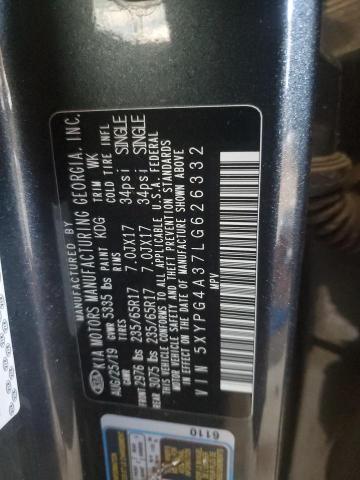 MANUFACTURED BY
KIA MOTORS MANUFACTURING GEORGIA, INC.
AUG/25/19 GVWR 5335 lbs PAINT KDG TRIM WK
GAWR TIRES RIMS COLD TIRE INFL
FRONT 2976 lbs 235/65R17 7.0JX17 34psi SINGLE
REAR 3075 lbs 235/65R17 7.0JX17 34psi SINGLE
THIS VEHICLE CONFORMS TO ALL APPLICABLE U.S.A. FEDERAL
MOTOR VEHICLE SAFETY, BUMPER, AND THEFT PREVENTION STANDARDS
IN EFFECT ON THE DATE OF MANUFACTURE SHOWN ABOVE
VIN 5XYPG4A37LG626332
MPV
6110